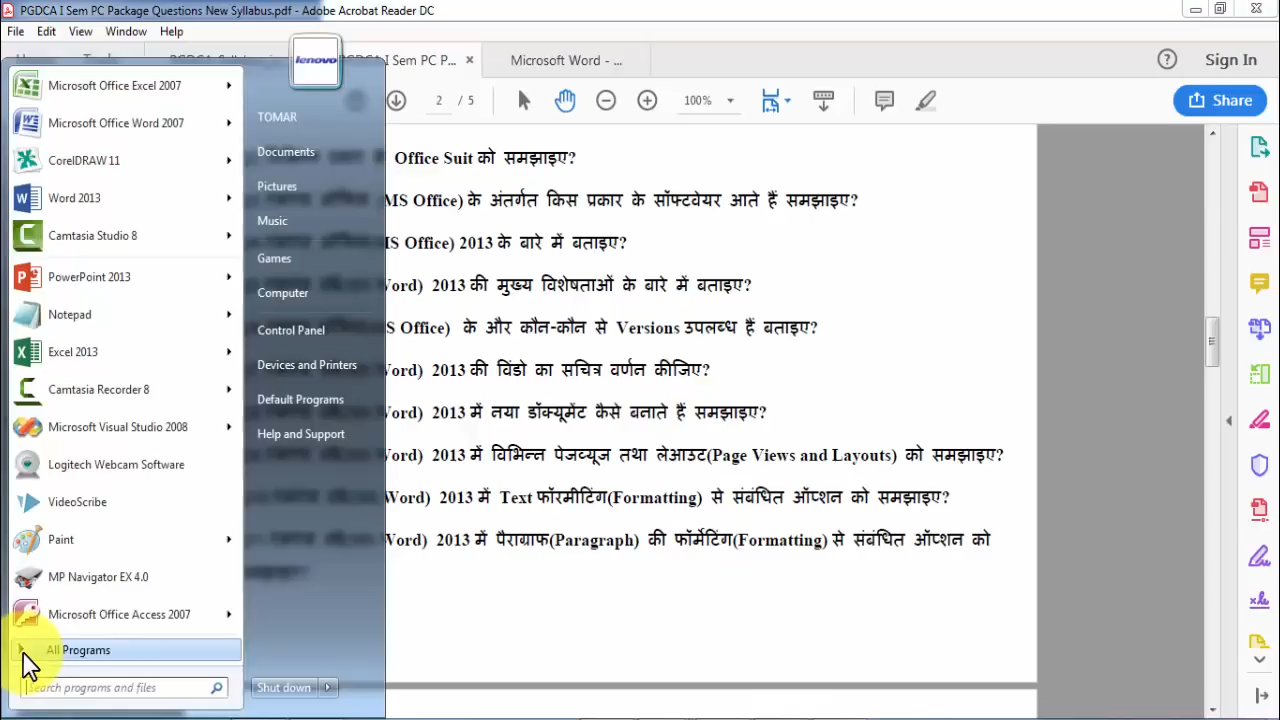 PGDCA I Sem PC Package Questions New Syllabus.pdf - Adobe Acrobat Reader DC
File Edit View Window Help
I Sem PC P... × Microsoft Word - ... Sign In
lenovo
2 / 5 100% Share
Microsoft Office Excel 2007
Microsoft Office Word 2007
CorelDRAW 11
Word 2013
Camtasia Studio 8
PowerPoint 2013
Notepad
Excel 2013
Camtasia Recorder 8
Microsoft Visual Studio 2008
Logitech Webcam Software
VideoScribe
Paint
MP Navigator EX 4.0
Microsoft Office Access 2007
All Programs
Search programs and files
TOMAR
Documents
Pictures
Music
Games
Computer
Control Panel
Devices and Printers
Default Programs
Help and Support
Shut down
Office Suit को समझाइए?
MS Office) के अंतर्गत किस प्रकार के सॉफ्टवेयर आते हैं समझाइए?
MS Office) 2013 के बारे में बताइए?
Word) 2013 की मुख्य विशेषताओं के बारे में बताइए?
MS Office) के और कौन-कौन से Versions उपलब्ध हैं बताइए?
Word) 2013 की विंडो का सचित्र वर्णन कीजिए?
Word) 2013 में नया डॉक्यूमेंट कैसे बनाते हैं समझाइए?
Word) 2013 में विभिन्न पेजव्यूज तथा लेआउट(Page Views and Layouts) को समझाइए?
Word) 2013 में Text फॉरमीटिंग(Formatting) से संबंधित ऑप्शन को समझाइए?
Word) 2013 में पैराग्राफ(Paragraph) की फॉर्मेटिंग(Formatting) से संबंधित ऑप्शन को